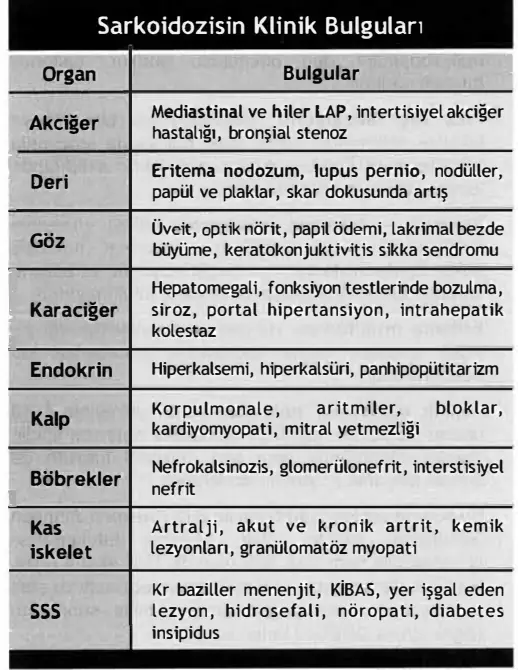 Sarkoidozisin Klinik Bulguları
Organ Bulgular
Akciğer
Mediastinal ve hiler LAP, intertisiyel akciğer
hastalığı, bronşial stenoz
Deri
Eritema nodozum, lupus pernio, nodüller,
papül ve plaklar, skar dokusunda artış
Göz
Üveit, optik nörit, papil ödemi, lakrimal bezde
büyüme, keratokonjuktivitis sikka sendromu
Karaciğer
Hepatomegali, fonksiyon testlerinde bozulma,
siroz, portal hipertansiyon, intrahepatik
kolestaz
Endokrin
Hiperkalsemi, hiperkalsüri, panhipopütitarizm
Kalp
Korpulmonale, aritmiler, bloklar,
kardiyomyopati, mitral yetmezliği
Böbrekler
Nefrokalsinozis, glomerülonefrit, interstisiyel
nefrit
Kas
iskelet
Artralji, akut ve kronik artrit, kemik
lezyonları, granülomatöz myopati
SSS
Kr baziller menenjit, KİBAS, yer işgal eden
Lezyon, hidrosefali, nöropati, diabetes
insipidus